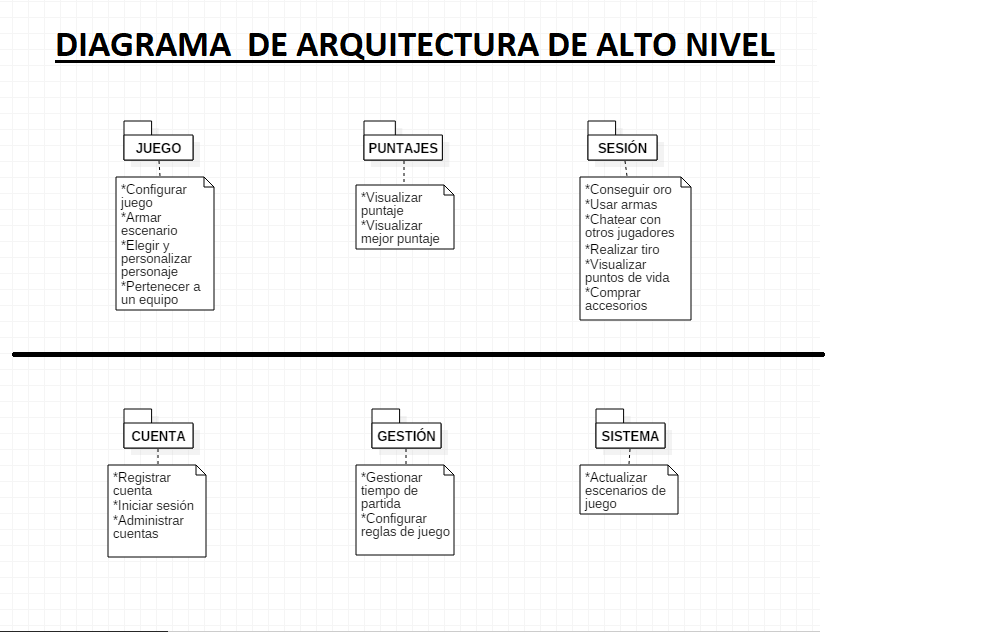 DIAGRAMA  DE ARQUITECTURA DE ALTO NIVEL
JUEGO
*Configurar
juego
*Armar
escenario
*Elegir y
personalizar
personaje
*Pertenecer a
un equipo
PUNTAJES
*Visualizar
puntaje
*Visualizar
mejor puntaje
SESIÓN
*Conseguir oro
*Usar armas
*Chatear con
otros jugadores
*Realizar tiro
*Visualizar
puntos de vida
*Comprar
accesorios
CUENTA
*Registrar
cuenta
*Iniciar sesión
*Administrar
cuentas
GESTIÓN
*Gestionar
tiempo de
partida
*Configurar
reglas de juego
SISTEMA
*Actualizar
escenarios de
juego